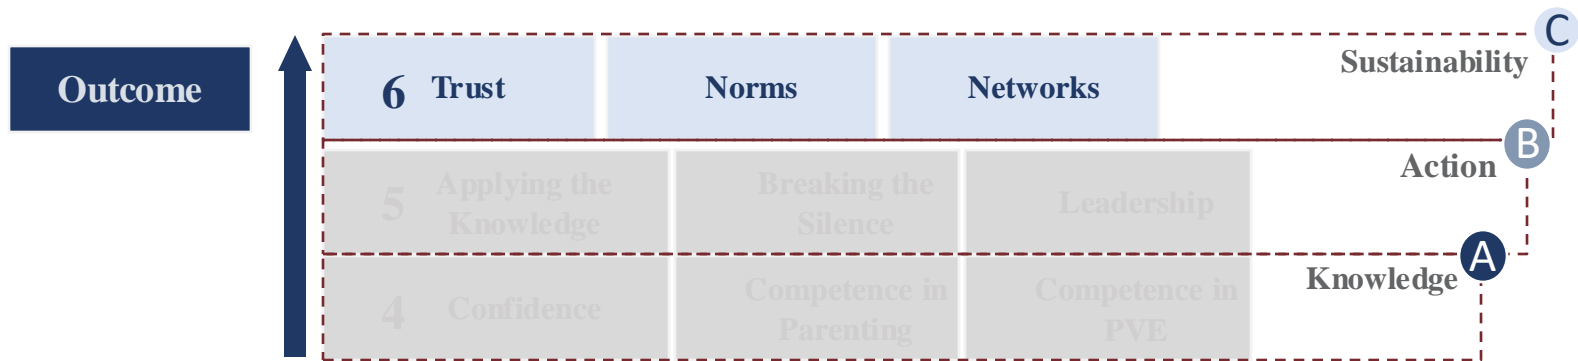 C
Sustainability
Outcome
6 Trust
Norms
Networks
B
Action
5
Applying the
Knowledge
Breaking the
Silence
Leadership
A
Knowledge
4
Confidence
Competence in
Parenting
Competence in
PVE